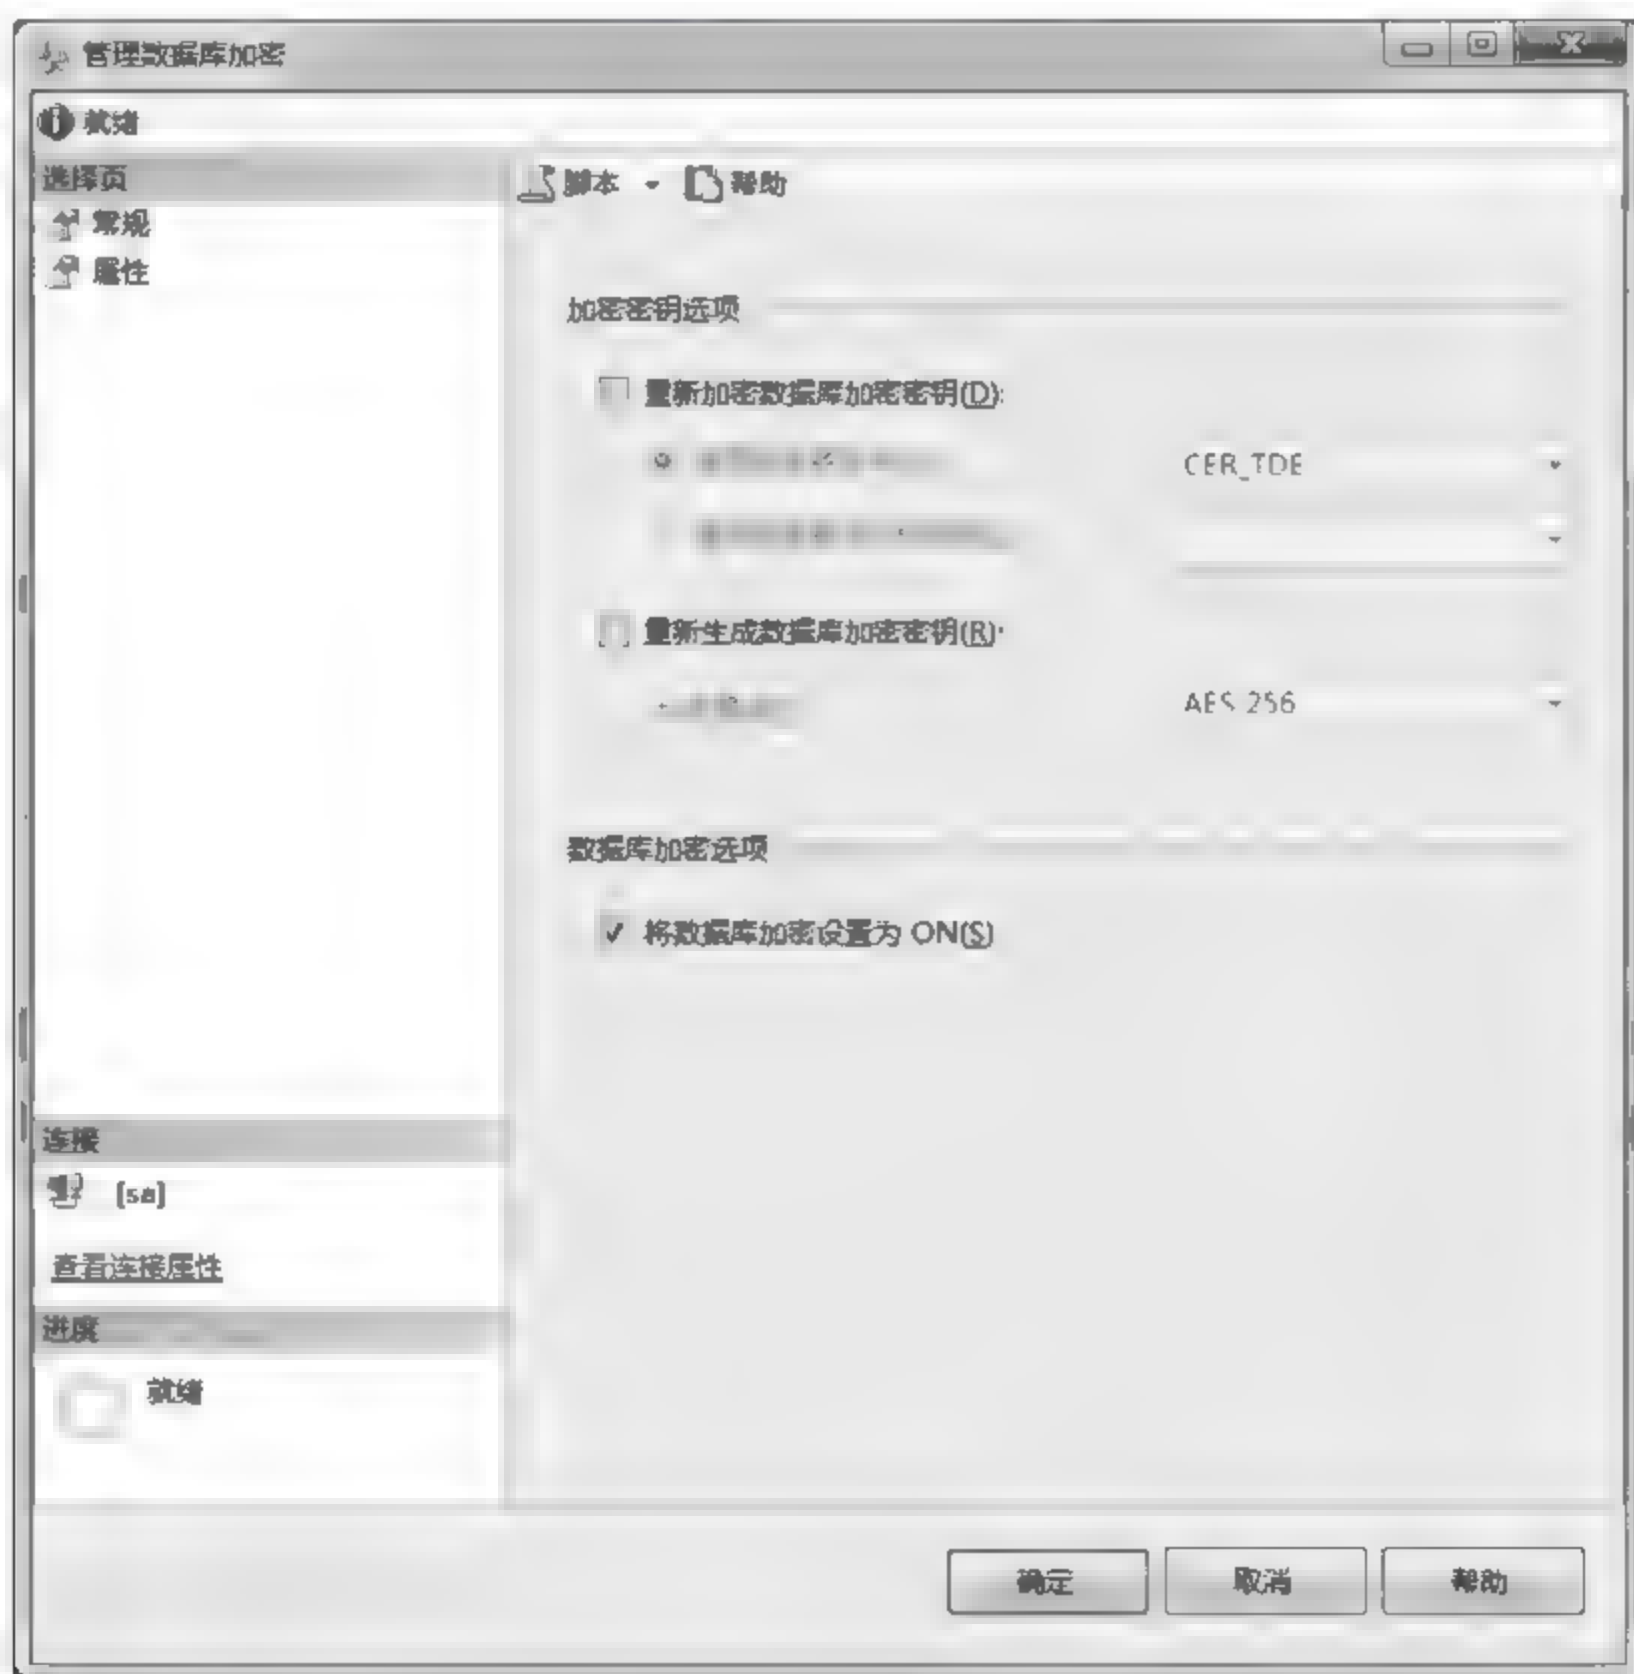 管理数据库加密
就绪
选择页
常规
属性
脚本 帮助
加密密钥选项
重新加密数据库加密密钥(D):
CER_TDE
重新生成数据库加密密钥(R):
AES 256
数据库加密选项
✓ 将数据库加密设置为 ON(S)
连接
[sa]
查看连接属性
进度
就绪
确定 取消 帮助